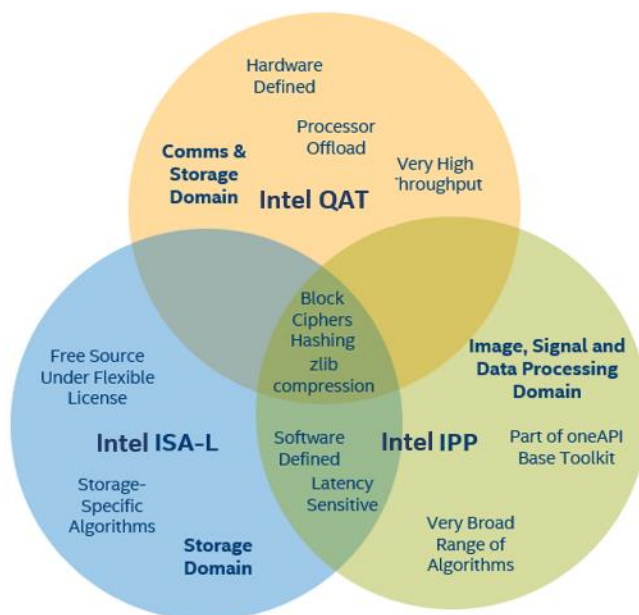 Hardware
Defined
Processor
Offload
Comms &
Storage
Domain
Very High
Throughput
Intel QAT
Block
Ciphers
Hashing
zlib
compression
Free Source
Under Flexible
License
Image, Signal and
Data Processing
Domain
Intel ISA-L
Software
Defined
Intel IPP
Part of oneAPI
Base Toolkit
Latency
Sensitive
Storage-
Specific
Algorithms
Very Broad
Range of
Algorithms
Storage
Domain